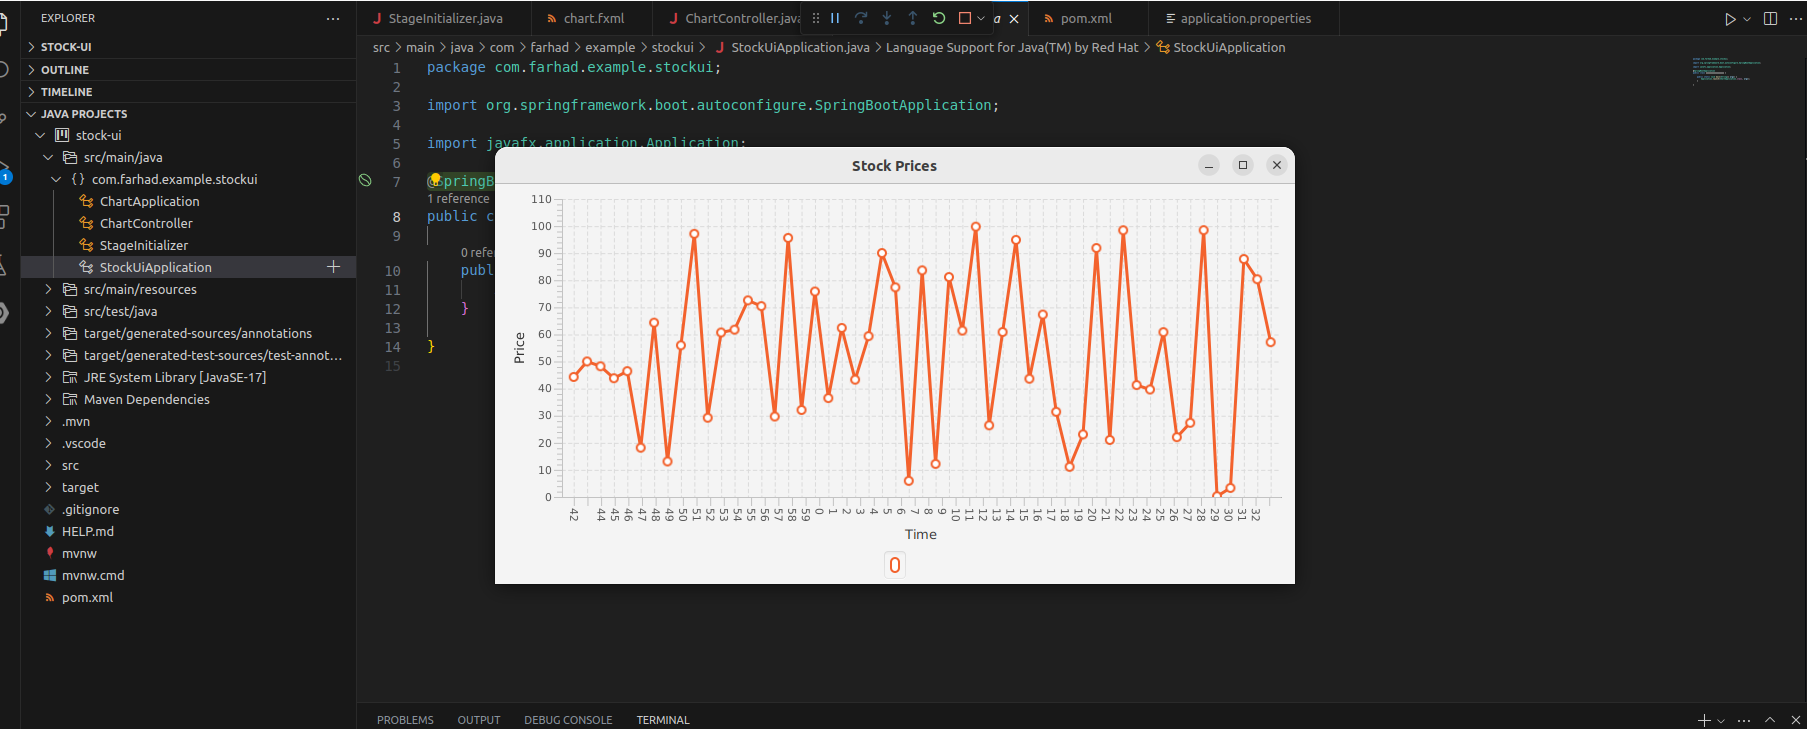 EXPLORER
STOCK-UI
OUTLINE
TIMELINE
JAVA PROJECTS
stock-ui
src/main/java
{} com.farhad.example.stockui
ChartApplication
ChartController
StageInitializer
StockUiApplication
src/main/resources
src/test/java
target/generated-sources/annotations
target/generated-test-sources/test-annot...
JRE System Library [JavaSE-17]
Maven Dependencies
.mvn
.vscode
src
target
.gitignore
HELP.md
mvnw
mvnw.cmd
pom.xml
1
StageInitializer.java
chart.fxml
ChartController.java
a
pom.xml
application.properties
src > main > java > com > farhad > example > stockui > StockUiApplication.java > Language Support for Java(TM) by Red Hat > StockUiApplication
1 package com.farhad.example.stockui;
2
3 import org.springframework.boot.autoconfigure.SpringBootApplication;
4
5 import javafx.application.Application;
6
7 @SpringB
1 reference
8 public c
9
0 refer
10 publ
11
12 }
13
14 }
15
Stock Prices
110
100
90
80
70
60
50
40
30
20
10
0
Price
42 44 45 46 47 48 49 50 51 52 53 54 55 56 57 58 59 0 1 2 3 4 5 6 7 8 9 10 11 12 13 14 15 16 17 18 19 20 21 22 23 24 25 26 27 28 29 30 31 32
Time
PROBLEMS OUTPUT DEBUG CONSOLE TERMINAL